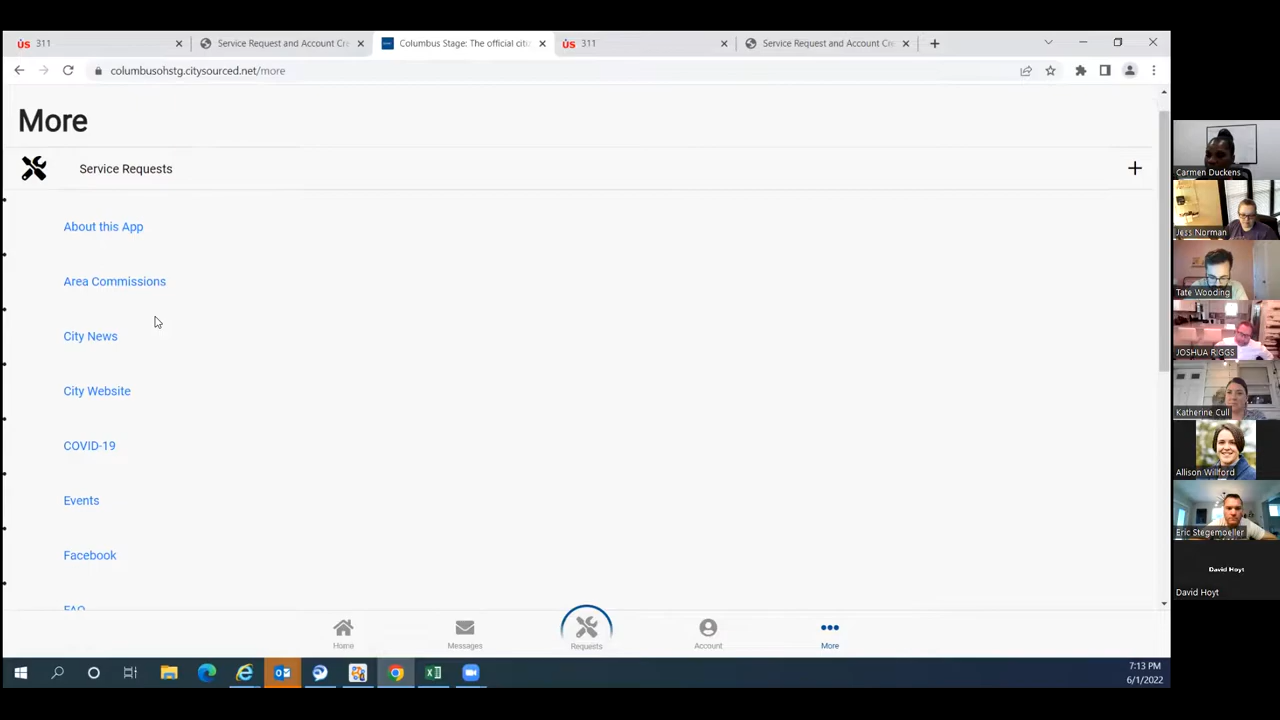 311
Service Request and Account Cre
Columbus Stage: The official cit
311
Service Request and Account Cre
columbusohstg.citysourced.net/more
More
Service Requests
About this App
Area Commissions
City News
City Website
COVID-19
Events
Facebook
FAQ
Home
Messages
Requests
Account
More
7:13 PM
6/1/2022
Carmen Duckens
Jess Norman
Tate Wooding
JOSHUA RIGGS
Katherine Cull
Allison Willford
Eric Stegemoeller
David Hoyt
David Hoyt